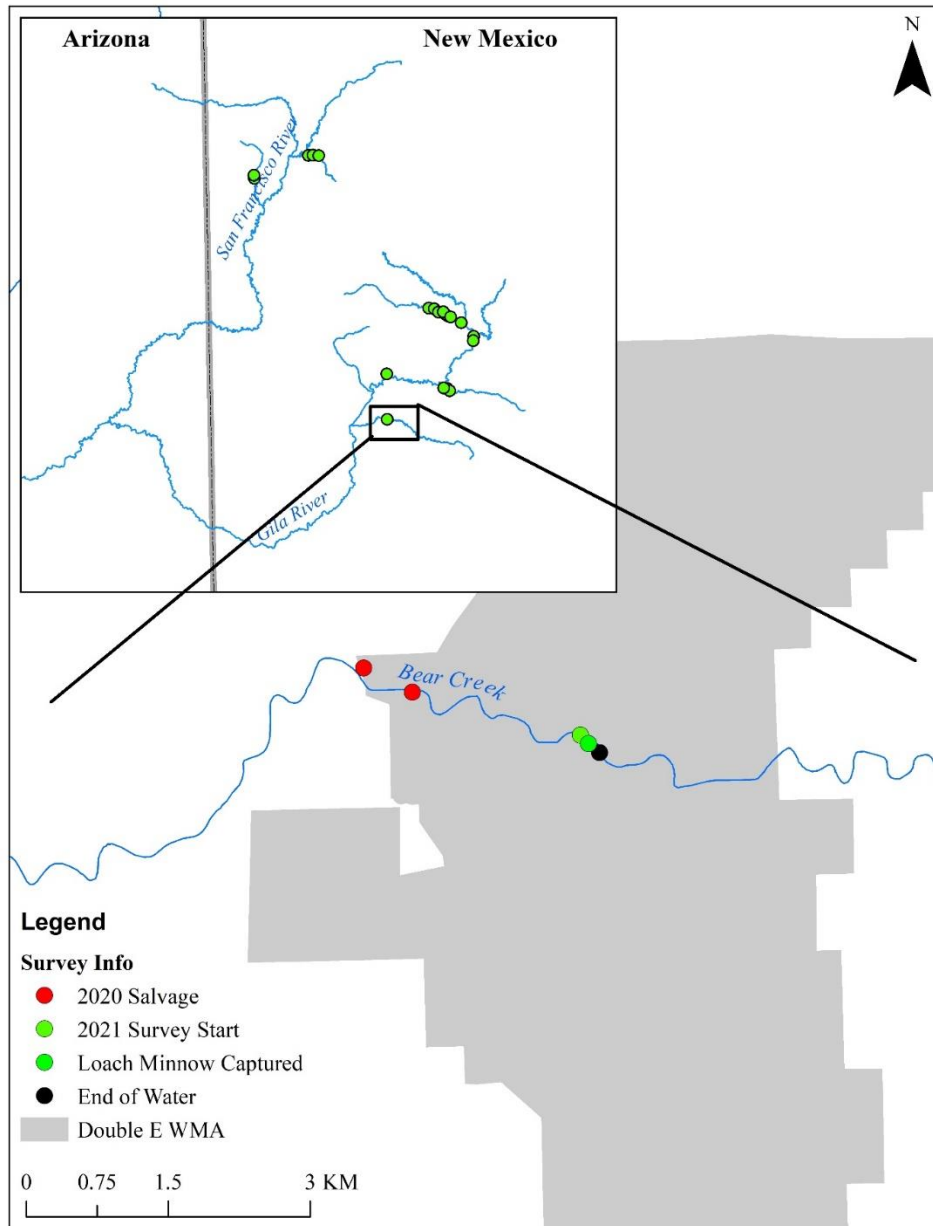 Arizona
New Mexico
N
San Francisco River
Gila River
Bear Creek
Legend
Survey Info
2020 Salvage
2021 Survey Start
Loach Minnow Captured
End of Water
Double E WMA
0 0.75 1.5 3 KM